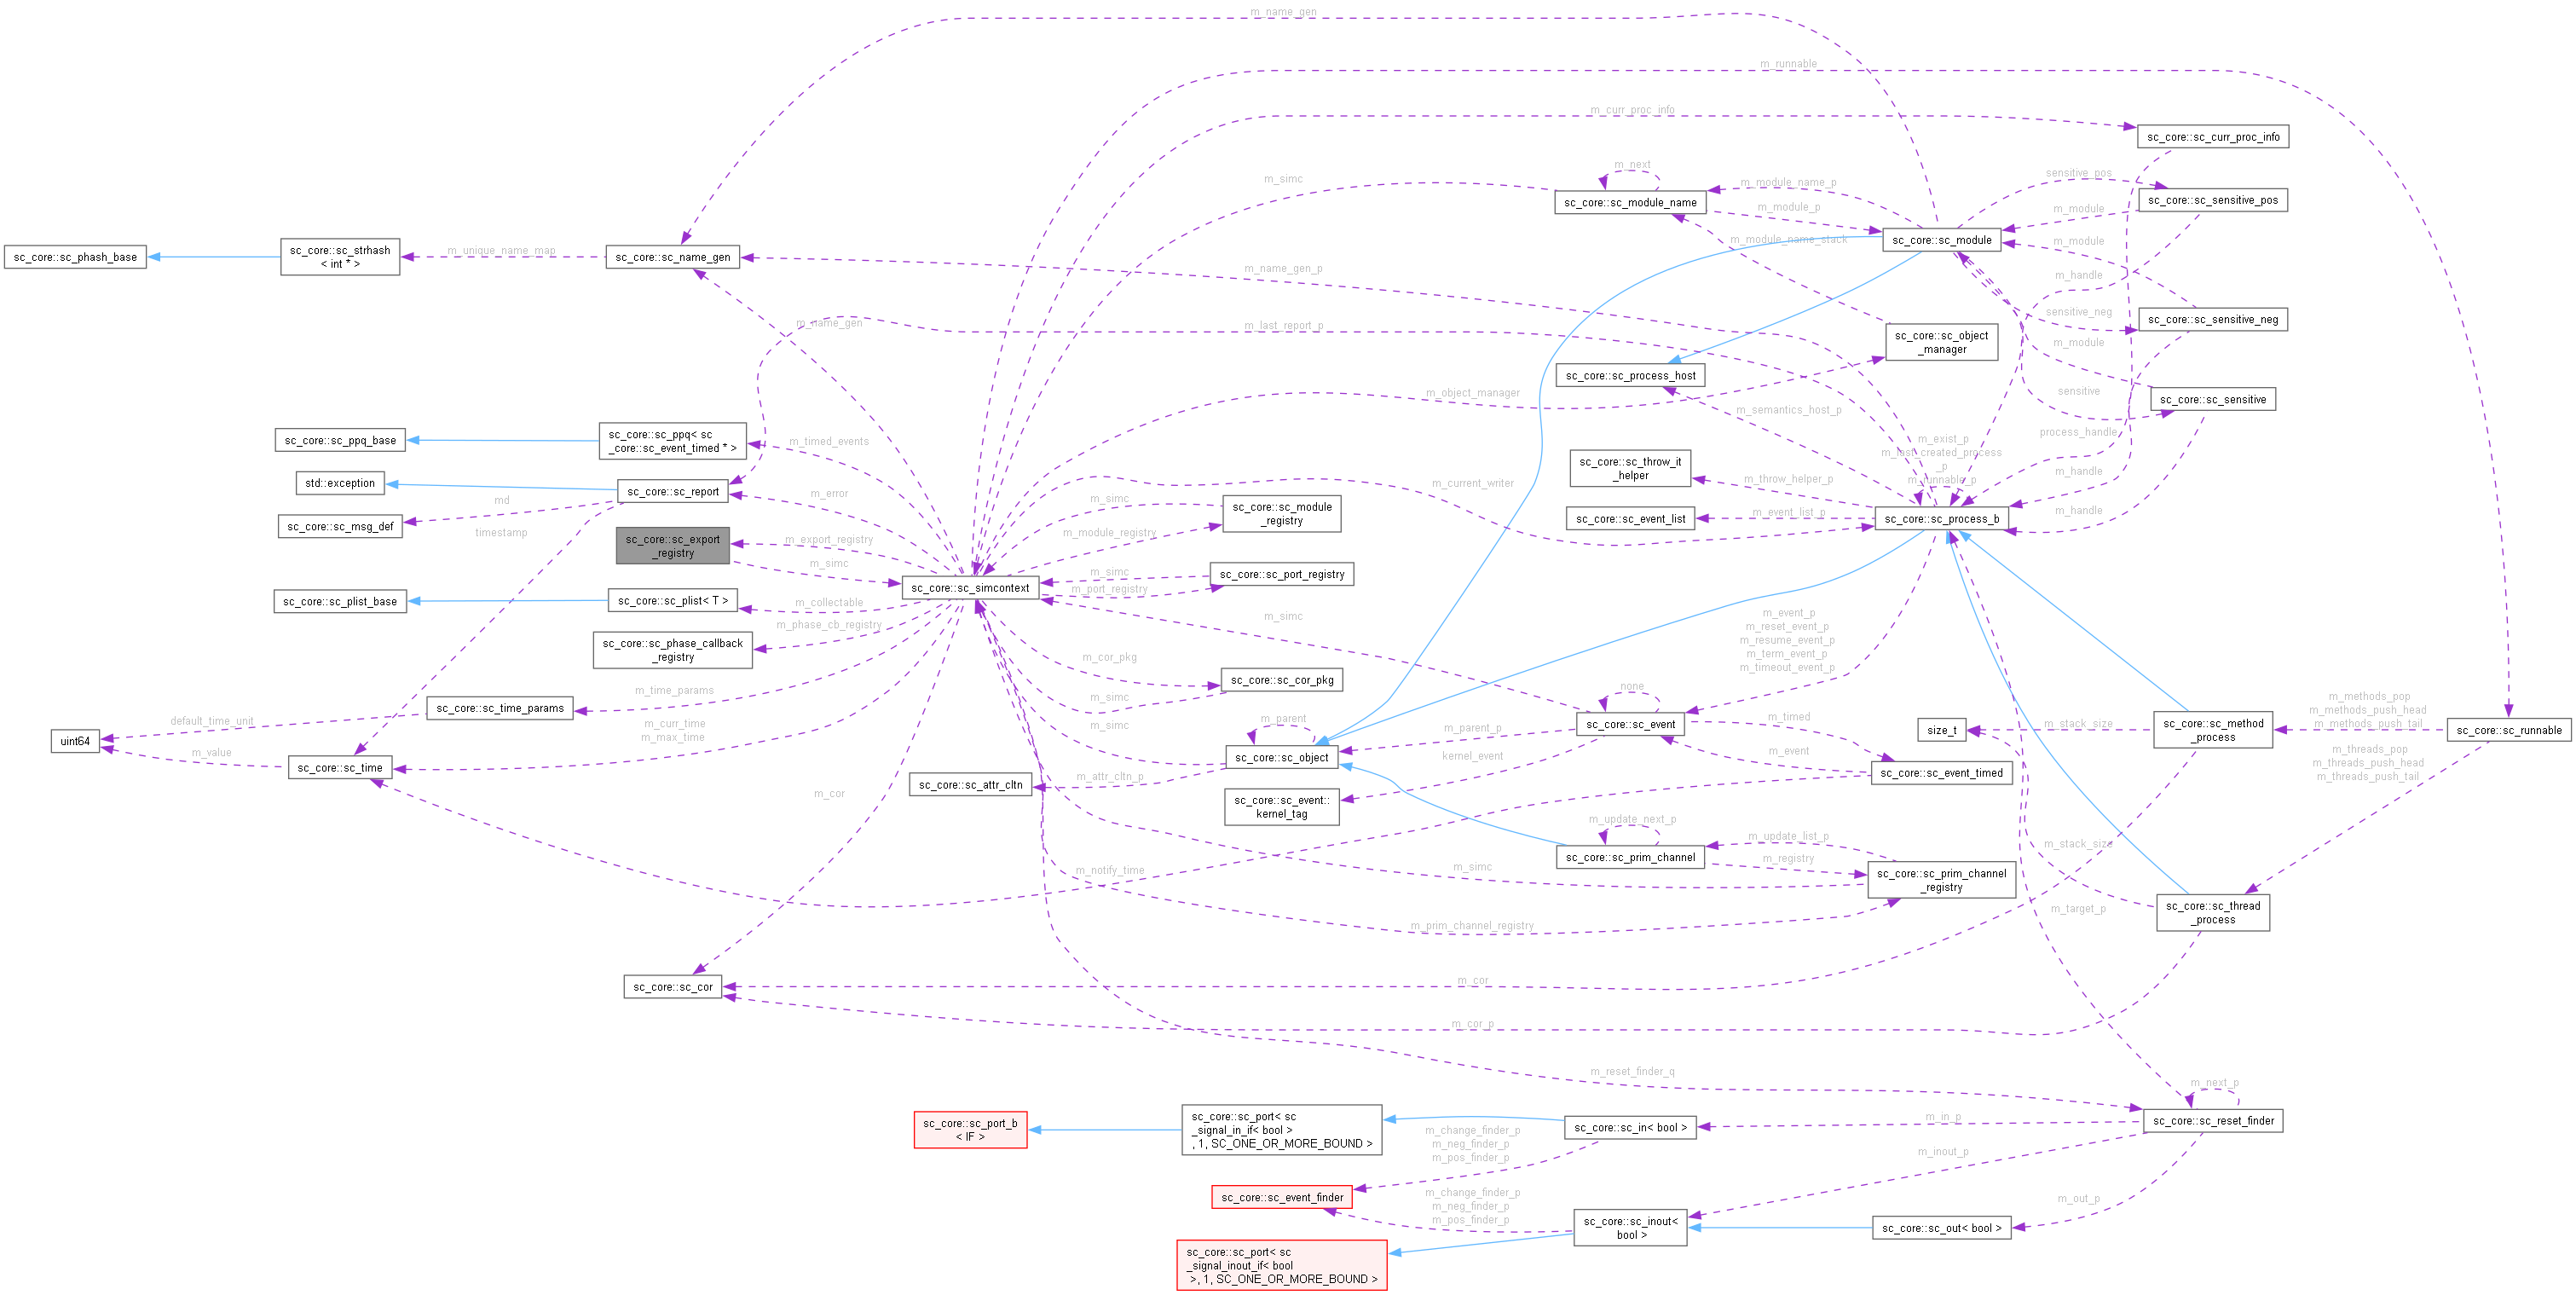 m_name_gen
m_runnable
m_curr_proc_info
sc_core::sc_curr_proc_info
m_simc
m_next
sc_core::sc_module_name
m_module_name_p
m_module_p
sensitive_pos
sc_core::sc_sensitive_pos
m_module
sc_core::sc_module
m_module_name_stack
m_module
sc_core::sc_phash_base
sc_core::sc_strhash
< int * >
m_unique_name_map
sc_core::sc_name_gen
m_name_gen_p
m_handle
m_name_gen
m_last_report_p
sensitive_neg
sc_core::sc_sensitive_neg
m_module
sc_core::sc_object
_manager
sc_core::sc_process_host
m_object_manager
m_semantics_host_p
sensitive
sc_core::sc_sensitive
process_handle
sc_core::sc_ppq_base
sc_core::sc_ppq< sc
_core::sc_event_timed * >
m_timed_events
m_exist_p
m_last_created_process
_p
m_runnable_p
sc_core::sc_throw_it
_helper
m_throw_helper_p
m_handle
std::exception
sc_core::sc_report
m_error
m_current_writer
md
sc_core::sc_msg_def
timestamp
m_simc
sc_core::sc_module
_registry
m_module_registry
sc_core::sc_event_list
m_event_list_p
sc_core::sc_process_b
m_handle
sc_core::sc_export
_registry
m_export_registry
m_simc
sc_core::sc_simcontext
m_simc
m_port_registry
sc_core::sc_port_registry
sc_core::sc_plist_base
sc_core::sc_plist< T >
m_collectable
m_phase_cb_registry
sc_core::sc_phase_callback
_registry
m_simc
m_event_p
m_reset_event_p
m_resume_event_p
m_term_event_p
m_timeout_event_p
m_cor_pkg
m_simc
sc_core::sc_cor_pkg
m_time_params
sc_core::sc_time_params
default_time_unit
uint64
m_value
sc_core::sc_time
m_curr_time
m_max_time
m_simc
m_parent
sc_core::sc_object
m_parent_p
none
sc_core::sc_event
m_timed
m_event
sc_core::sc_event_timed
size_t
m_stack_size
sc_core::sc_method
_process
m_methods_pop
m_methods_push_head
m_methods_push_tail
sc_core::sc_runnable
m_threads_pop
m_threads_push_head
m_threads_push_tail
sc_core::sc_attr_cltn
m_attr_cltn_p
kernel_event
sc_core::sc_event::
kernel_tag
m_cor
m_update_next_p
sc_core::sc_prim_channel
m_update_list_p
m_registry
sc_core::sc_prim_channel
_registry
m_stack_size
m_notify_time
m_simc
m_prim_channel_registry
m_target_p
sc_core::sc_thread
_process
sc_core::sc_cor
m_cor
m_cor_p
m_reset_finder_q
m_next_p
sc_core::sc_reset_finder
sc_core::sc_port_b
< IF >
sc_core::sc_port< sc
_signal_in_if< bool >
, 1, SC_ONE_OR_MORE_BOUND >
sc_core::sc_in< bool >
m_in_p
m_change_finder_p
m_neg_finder_p
m_pos_finder_p
m_inout_p
sc_core::sc_event_finder
m_change_finder_p
m_neg_finder_p
m_pos_finder_p
m_out_p
sc_core::sc_inout<
bool >
sc_core::sc_out< bool >
sc_core::sc_port< sc
_signal_inout_if< bool
>, 1, SC_ONE_OR_MORE_BOUND >